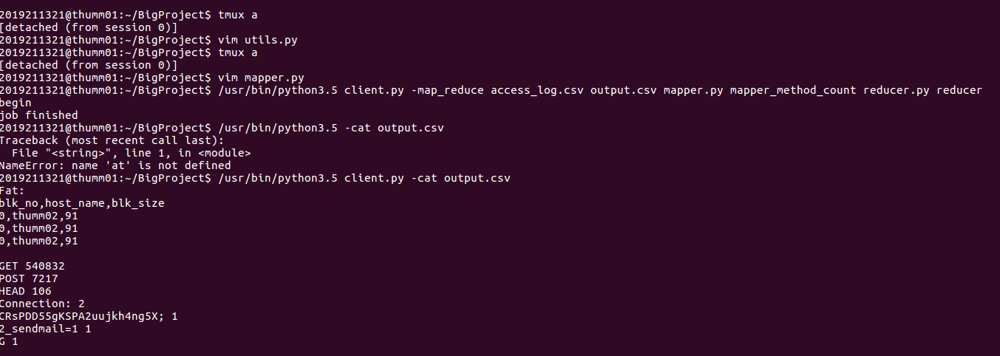 2019211321@thumm01:~/BigProject$ tmux a
[detached (from session 0)]
2019211321@thumm01:~/BigProject$ vim utils.py
2019211321@thumm01:~/BigProject$ tmux a
[detached (from session 0)]
2019211321@thumm01:~/BigProject$ vim mapper.py
2019211321@thumm01:~/BigProject$ /usr/bin/python3.5 client.py -map_reduce access_log.csv output.csv mapper.py mapper_method_count reducer.py reducer
begin
job finished
2019211321@thumm01:~/BigProject$ /usr/bin/python3.5 -cat output.csv
Traceback (most recent call last):
  File "<string>", line 1, in <module>
NameError: name 'at' is not defined
2019211321@thumm01:~/BigProject$ /usr/bin/python3.5 client.py -cat output.csv
Fat:
blk_no,host_name,blk_size
0,thumm02,91
0,thumm02,91
0,thumm02,91

GET 540832
POST 7217
HEAD 106
Connection: 2
CRsPDD55gKSPA2uujkh4ng5X; 1
2_sendmail=1 1
G 1